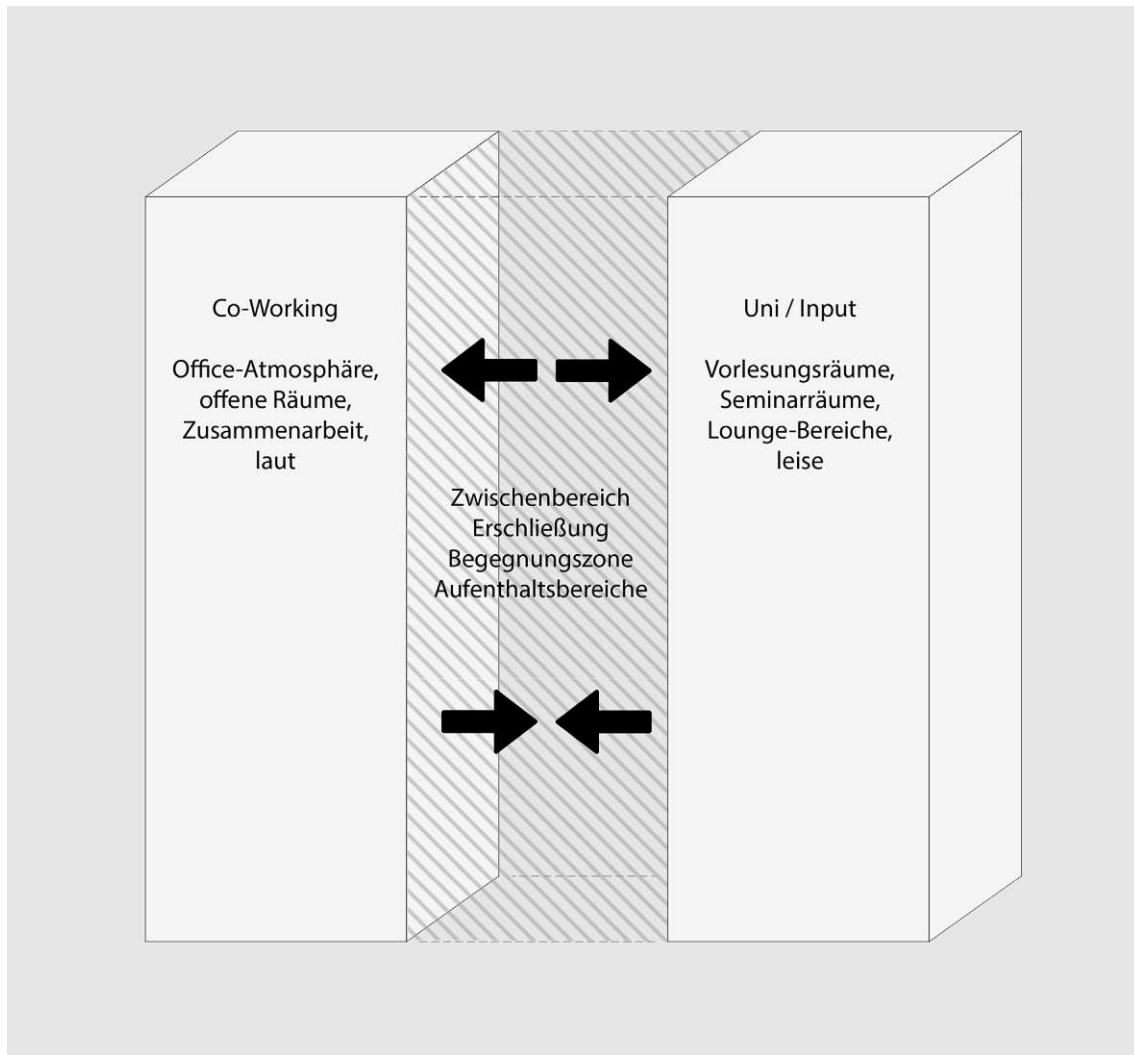 Co-Working
Office-Atmosphäre,
offene Räume,
Zusammenarbeit,
laut
Zwischenbereich
Erschließung
Begegnungszone
Aufenthaltsbereiche
Uni / Input
Vorlesungsräume,
Seminarräume,
Lounge-Bereiche,
leise